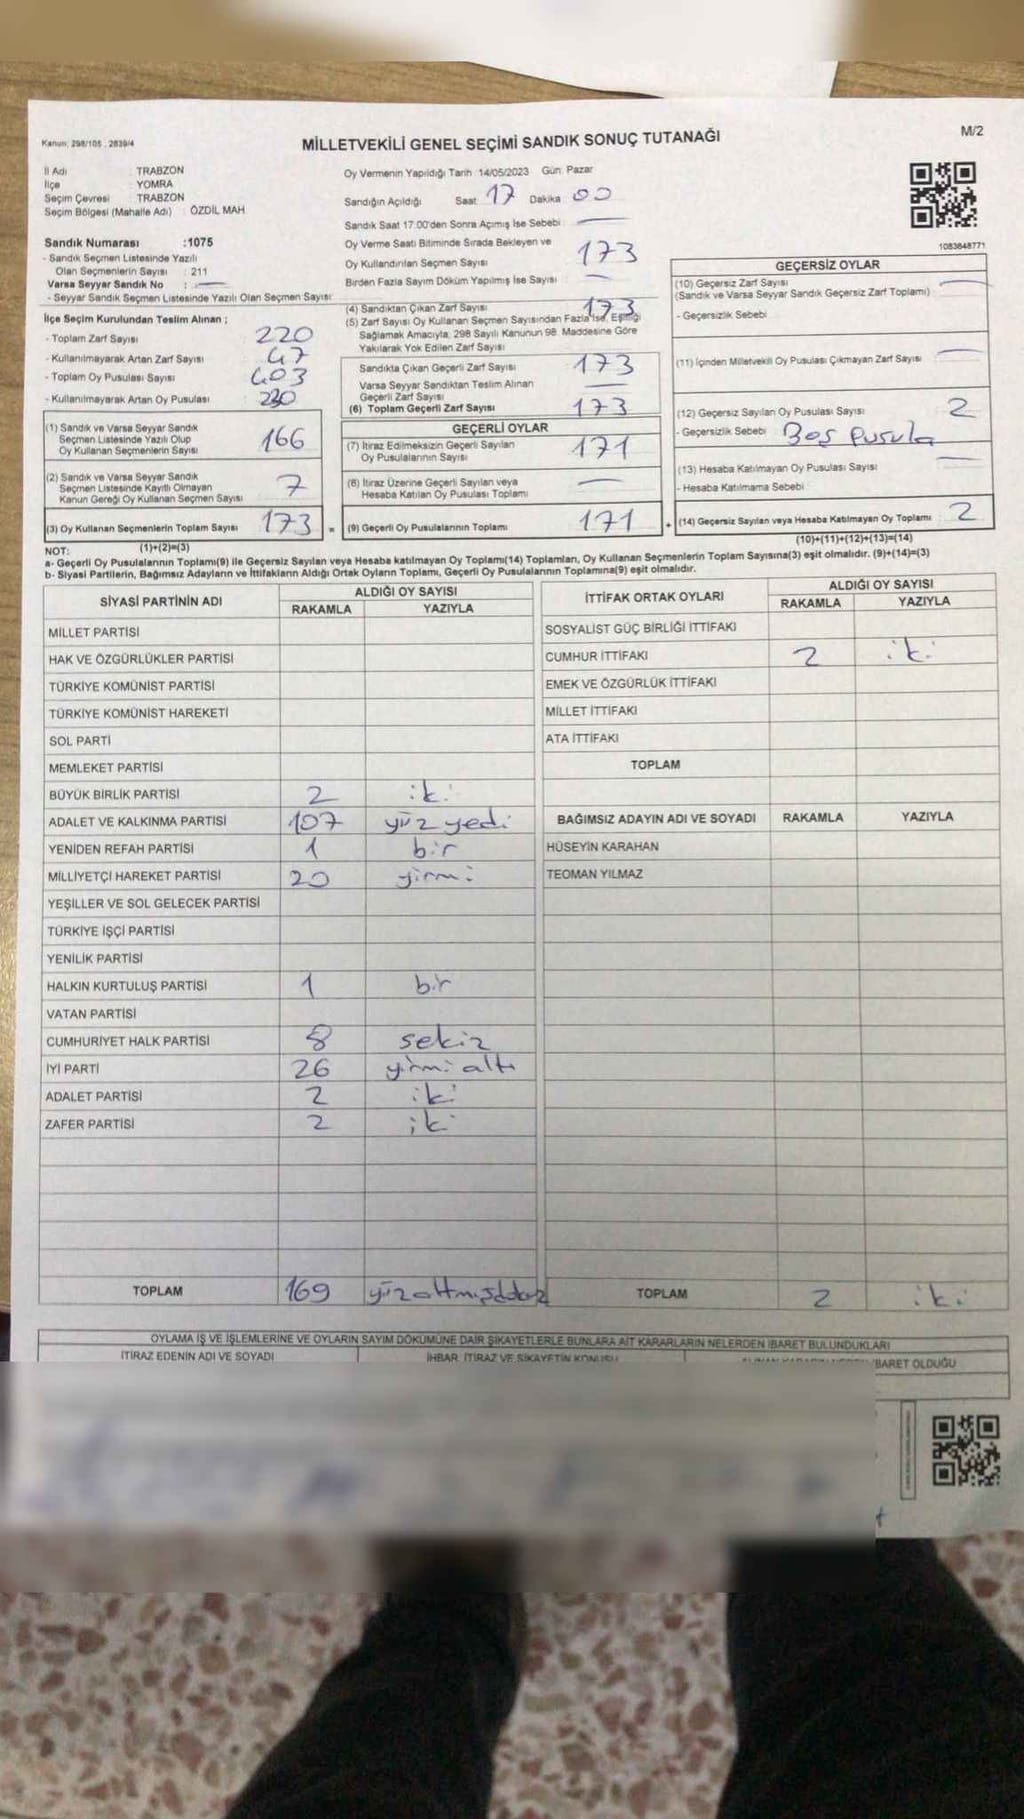 Kanun; 298/105 . 2839/4
MİLLETVEKİLİ GENEL SEÇİMİ SANDIK SONUÇ TUTANAĞI
M/2
İl Adı : TRABZON
İlçe : YOMRA
Seçim Çevresi : TRABZON
Seçim Bölgesi (Mahalle Adı) : ÖZDİL MAH
Sandık Numarası :1075
- Sandık Seçmen Listesinde Yazılı
Olan Seçmenlerin Sayısı : 211
Varsa Seyyar Sandık No : —
- Seyyar Sandık Seçmen Listesinde Yazılı Olan Seçmen Sayısı:
İlçe Seçim Kurulundan Teslim Alınan ;
- Toplam Zarf Sayısı : 220
- Kullanılmayarak Artan Zarf Sayısı : 47
- Toplam Oy Pusulası Sayısı : 403
- Kullanılmayarak Artan Oy Pusulası : 230
Oy Vermenin Yapıldığı Tarih 14/05/2023 Gün: Pazar
Sandığın Açıldığı Saat: 17 Dakika 00
Sandık Saat 17.00'den Sonra Açımış İse Sebebi —
Oy Verme Saati Bitiminde Sırada Bekleyen ve
Oy Kullandırılan Seçmen Sayısı 173
Birden Fazla Sayım Döküm Yapılmış İse Sayısı —
(4) Sandıktan Çıkan Zarf Sayısı 173
(5) Zarf Sayısı Oy Kullanan Seçmen Sayısından Fazla İse, Eşitliği
Sağlamak Amacıyla, 298 Sayılı Kanunun 98. Maddesine Göre
Yakılarak Yok Edilen Zarf Sayısı
Sandıkta Çıkan Geçerli Zarf Sayısı 173
Varsa Seyyar Sandıktan Teslim Alınan
Geçerli Zarf Sayısı —
(6) Toplam Geçerli Zarf Sayısı 173
1083848771
GEÇERSİZ OYLAR
(10) Geçersiz Zarf Sayısı —
(Sandık ve Varsa Seyyar Sandık Geçersiz Zarf Toplamı)
- Geçersizlik Sebebi
(11) İçinden Milletvekili Oy Pusulası Çıkmayan Zarf Sayısı —
(12) Geçersiz Sayılan Oy Pusulası Sayısı 2
- Geçersizlik Sebebi Boş Pusula
(13) Hesaba Katılmayan Oy Pusulası Sayısı —
- Hesaba Katılmama Sebebi
(14) Geçersiz Sayılan veya Hesaba Katılmayan Oy Toplamı 2
(10)+(11)+(12)+(13)=(14)
(1) Sandık ve Varsa Seyyar Sandık
Seçmen Listesinde Yazılı Olup
Oy Kullanan Seçmenlerin Sayısı 166
(2) Sandık ve Varsa Seyyar Sandık
Seçmen Listesinde Kayıtlı Olmayan
Kanun Gereği Oy Kullanan Seçmen Sayısı 7
(3) Oy Kullanan Seçmenlerin Toplam Sayısı 173 =
(1)+(2)=(3)
GEÇERLİ OYLAR
(7) İtiraz Edilmeksizin Geçerli Sayılan
Oy Pusulalarının Sayısı 171
(8) İtiraz Üzerine Geçerli Sayılan veya
Hesaba Katılan Oy Pusulası Toplamı —
(9) Geçerli Oy Pusulalarının Toplamı 171 +
NOT:
a- Geçerli Oy Pusulalarının Toplamı(9) ile Geçersiz Sayılan veya Hesaba katılmayan Oy Toplamı(14) Toplamları, Oy Kullanan Seçmenlerin Toplam Sayısına(3) eşit olmalıdır. (9)+(14)=(3)
b- Siyasi Partilerin, Bağımsız Adayların ve İttifakların Aldığı Ortak Oyların Toplamı, Geçerli Oy Pusulalarının Toplamına(9) eşit olmalıdır.
SİYASİ PARTİNİN ADI ALDIĞI OY SAYISI
RAKAMLA YAZIYLA
MİLLET PARTİSİ
HAK VE ÖZGÜRLÜKLER PARTİSİ
TÜRKİYE KOMÜNİST PARTİSİ
TÜRKİYE KOMÜNİST HAREKETİ
SOL PARTİ
MEMLEKET PARTİSİ
BÜYÜK BİRLİK PARTİSİ 2 iki
ADALET VE KALKINMA PARTİSİ 107 yüz yedi
YENİDEN REFAH PARTİSİ 1 bir
MİLLİYETÇİ HAREKET PARTİSİ 20 yirmi
YEŞİLLER VE SOL GELECEK PARTİSİ
TÜRKİYE İŞÇİ PARTİSİ
YENİLİK PARTİSİ
HALKIN KURTULUŞ PARTİSİ 1 bir
VATAN PARTİSİ
CUMHURİYET HALK PARTİSİ 8 sekiz
İYİ PARTİ 26 yirmi altı
ADALET PARTİSİ 2 iki
ZAFER PARTİSİ 2 iki
TOPLAM 169
İTTİFAK ORTAK OYLARI ALDIĞI OY SAYISI
RAKAMLA YAZIYLA
SOSYALİST GÜÇ BİRLİĞİ İTTİFAKI
CUMHUR İTTİFAKI 2 iki
EMEK VE ÖZGÜRLÜK İTTİFAKI
MİLLET İTTİFAKI
ATA İTTİFAKI
TOPLAM
BAĞIMSIZ ADAYIN ADI VE SOYADI RAKAMLA YAZIYLA
HÜSEYİN KARAHAN
TEOMAN YILMAZ
TOPLAM 2 iki
OYLAMA İŞ VE İŞLEMLERİNE VE OYLARIN SAYIM DÖKÜMÜNE DAİR ŞİKAYETLERLE BUNLARA AİT KARARLARIN NELERDEN İBARET BULUNDUKLARI
İTİRAZ EDENİN ADI VE SOYADI İHBAR, İTİRAZ VE ŞİKAYETİN KONUSU İBARET OLDUĞU